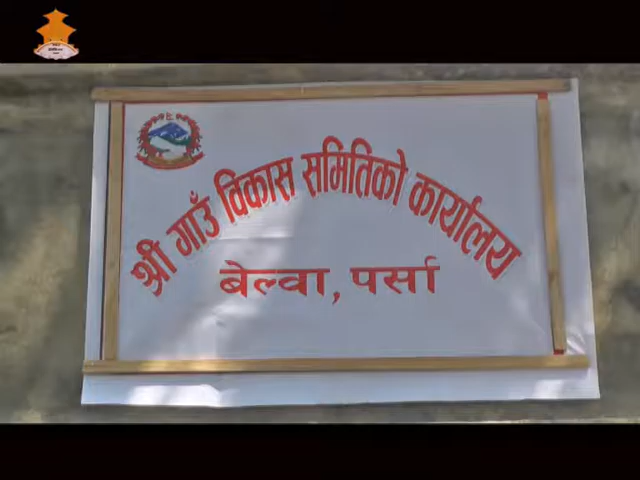 श्री गाउँ विकास समितिको कार्यालय
बेल्वा, पर्सा